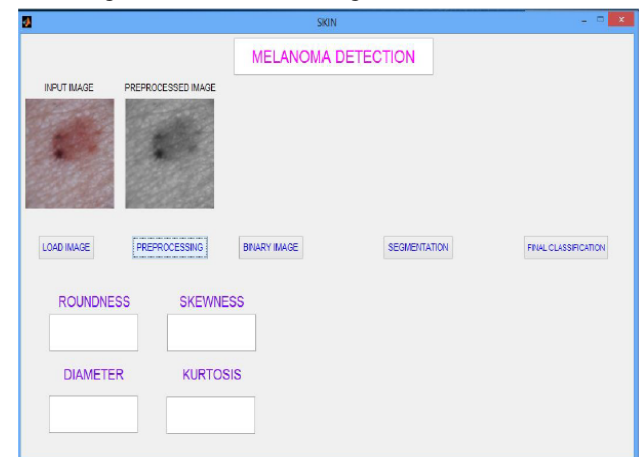 SKIN
MELANOMA DETECTION
INPUT IMAGE PREPROCESSED IMAGE
LOAD IMAGE PREPROCESSING BINARY IMAGE SEGMENTATION FINAL CLASSIFICATION
ROUNDNESS SKEWNESS
DIAMETER KURTOSIS